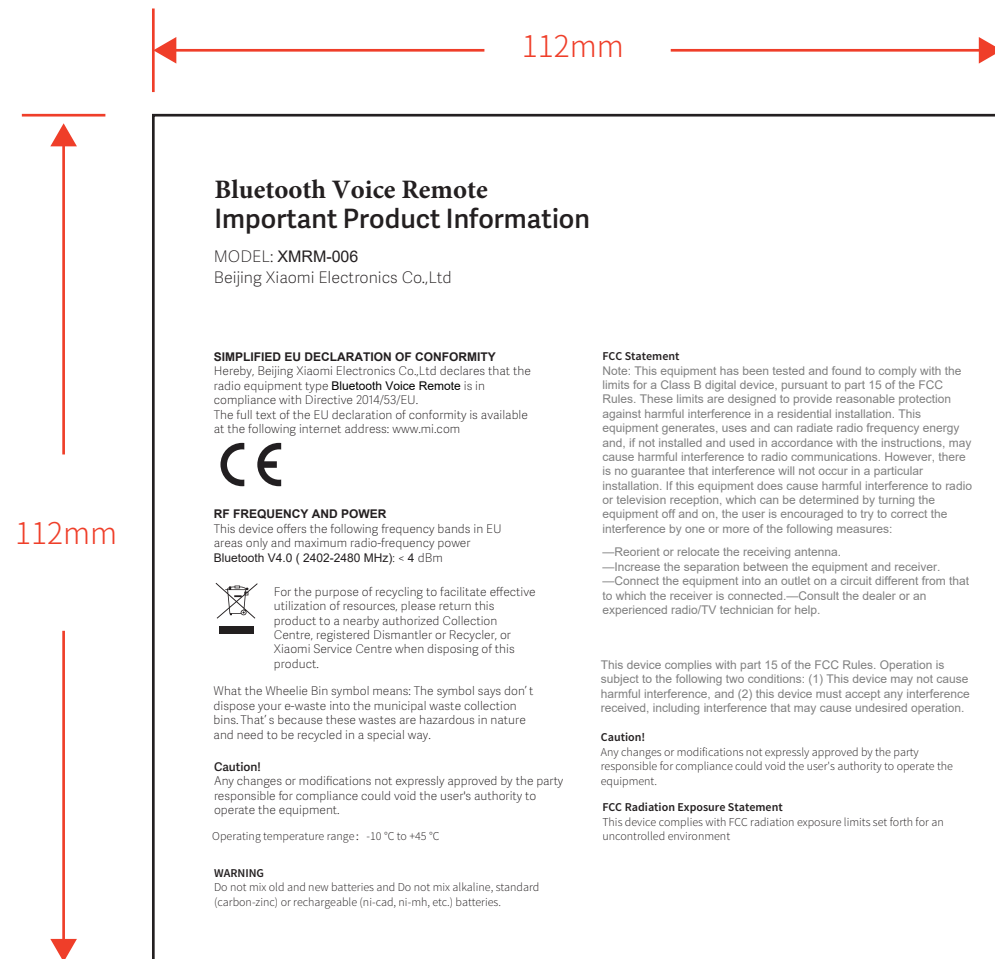 112mm
112mm
Bluetooth Voice Remote
Important Product Information
MODEL: XMRM-006
Beijing Xiaomi Electronics Co.,Ltd
SIMPLIFIED EU DECLARATION OF CONFORMITY
Hereby, Beijing Xiaomi Electronics Co.,Ltd declares that the
radio equipment type Bluetooth Voice Remote is in
compliance with Directive 2014/53/EU.
The full text of the EU declaration of conformity is available
at the following internet address: www.mi.com
CE
RF FREQUENCY AND POWER
This device offers the following frequency bands in EU
areas only and maximum radio-frequency power
Bluetooth V4.0 ( 2402-2480 MHz): < 4 dBm
For the purpose of recycling to facilitate effective
utilization of resources, please return this
product to a nearby authorized Collection
Centre, registered Dismantler or Recycler, or
Xiaomi Service Centre when disposing of this
product.
What the Wheelie Bin symbol means: The symbol says don't
dispose your e-waste into the municipal waste collection
bins. That's because these wastes are hazardous in nature
and need to be recycled in a special way.
Caution!
Any changes or modifications not expressly approved by the party
responsible for compliance could void the user's authority to
operate the equipment.
Operating temperature range: -10 °C to +45 °C
WARNING
Do not mix old and new batteries and Do not mix alkaline, standard
(carbon-zinc) or rechargeable (ni-cad, ni-mh, etc.) batteries.
FCC Statement
Note: This equipment has been tested and found to comply with the
limits for a Class B digital device, pursuant to part 15 of the FCC
Rules. These limits are designed to provide reasonable protection
against harmful interference in a residential installation. This
equipment generates, uses and can radiate radio frequency energy
and, if not installed and used in accordance with the instructions, may
cause harmful interference to radio communications. However, there
is no guarantee that interference will not occur in a particular
installation. If this equipment does cause harmful interference to radio
or television reception, which can be determined by turning the
equipment off and on, the user is encouraged to try to correct the
interference by one or more of the following measures:
—Reorient or relocate the receiving antenna.
—Increase the separation between the equipment and receiver.
—Connect the equipment into an outlet on a circuit different from that
to which the receiver is connected.—Consult the dealer or an
experienced radio/TV technician for help.
This device complies with part 15 of the FCC Rules. Operation is
subject to the following two conditions: (1) This device may not cause
harmful interference, and (2) this device must accept any interference
received, including interference that may cause undesired operation.
Caution!
Any changes or modifications not expressly approved by the party
responsible for compliance could void the user's authority to operate the
equipment.
FCC Radiation Exposure Statement
This device complies with FCC radiation exposure limits set forth for an
uncontrolled environment